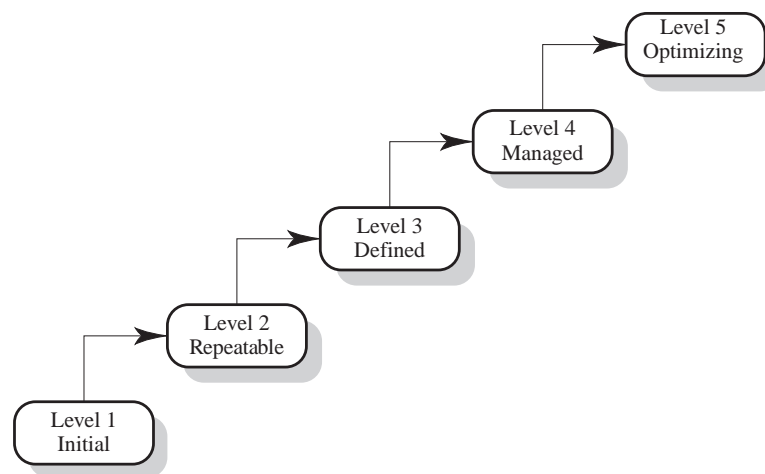 Level 5
Optimizing
Level 4
Managed
Level 3
Defined
Level 2
Repeatable
Level 1
Initial